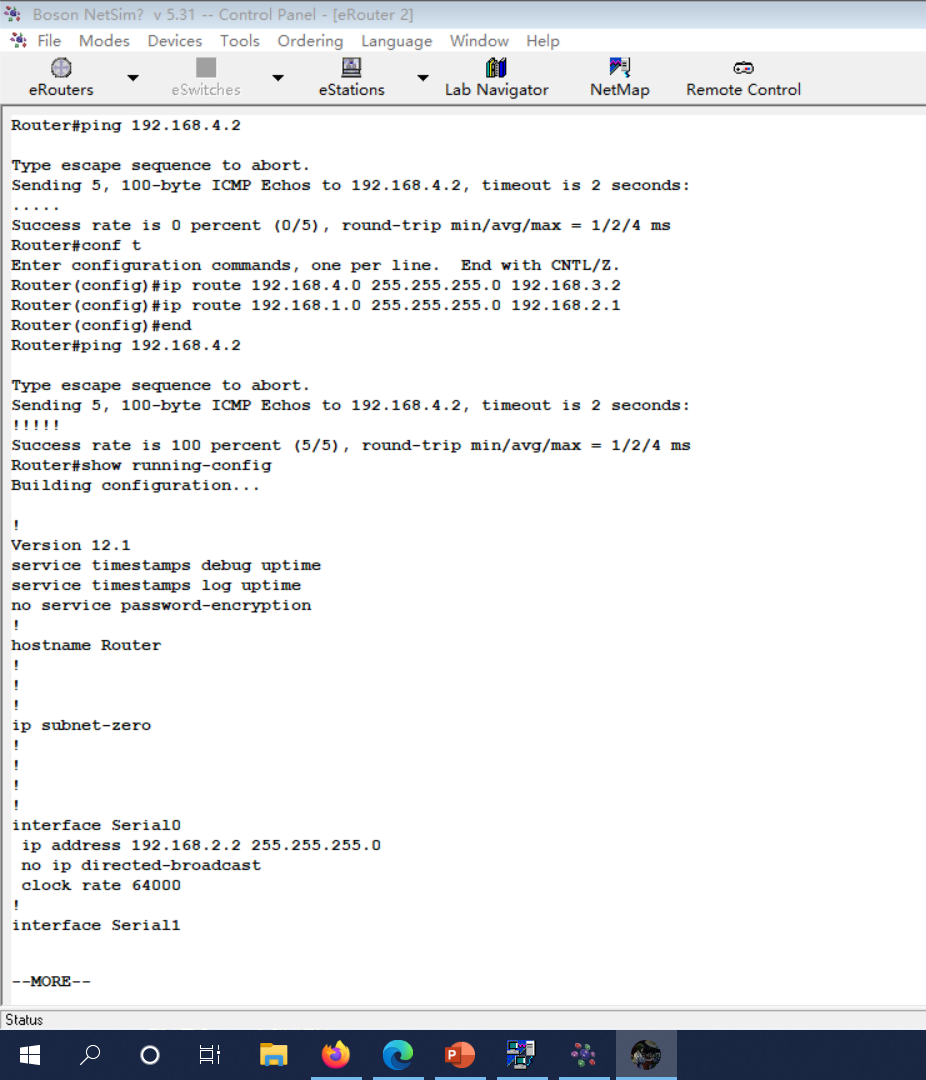 Boson NetSim? v 5.31 -- Control Panel - [eRouter 2]
File Modes Devices Tools Ordering Language Window Help
eRouters eSwitches eStations Lab Navigator NetMap Remote Control
Router#ping 192.168.4.2
Type escape sequence to abort.
Sending 5, 100-byte ICMP Echos to 192.168.4.2, timeout is 2 seconds:
.....
Success rate is 0 percent (0/5), round-trip min/avg/max = 1/2/4 ms
Router#conf t
Enter configuration commands, one per line.  End with CNTL/Z.
Router(config)#ip route 192.168.4.0 255.255.255.0 192.168.3.2
Router(config)#ip route 192.168.1.0 255.255.255.0 192.168.2.1
Router(config)#end
Router#ping 192.168.4.2
Type escape sequence to abort.
Sending 5, 100-byte ICMP Echos to 192.168.4.2, timeout is 2 seconds:
!!!!!
Success rate is 100 percent (5/5), round-trip min/avg/max = 1/2/4 ms
Router#show running-config
Building configuration...
!
Version 12.1
service timestamps debug uptime
service timestamps log uptime
no service password-encryption
!
hostname Router
!
!
!
ip subnet-zero
!
!
!
!
interface Serial0
 ip address 192.168.2.2 255.255.255.0
 no ip directed-broadcast
 clock rate 64000
!
interface Serial1
--MORE--
Status
P